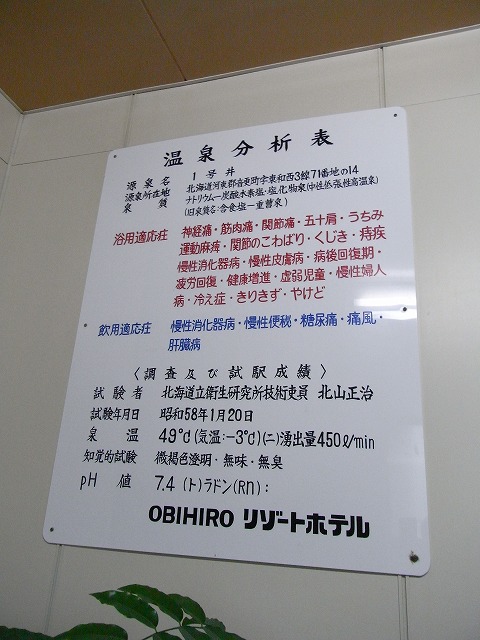 温泉分析表
源泉名 1号井
源泉所在地 北海道河東郡音更町字東和西3線71番地の14
泉質 ナトリウムー炭酸水素塩・塩化物泉(中性低張性高温泉)
(旧泉質名・含食塩ー重曹泉)
浴用適応症 神経痛・筋肉痛・関節痛・五十肩・うちみ
運動麻痺・関節のこわばり・くじき・痔疾
慢性消化器病・慢性皮膚病・病後回復期・
疲労回復・健康増進・虚弱児童・慢性婦人
病・冷え症・きりきず・やけど
飲用適応症 慢性消化器病・慢性便秘・糖尿病・痛風・
肝臓病
〈調査及び試験成績〉
試験者 北海道立衛生研究所技術吏員 北山正治
試験年月日 昭和58年1月20日
泉温 49℃(気温:-3℃)(ニ)湧出量450ℓ/min
知覚的試験 微褐色澄明・無味・無臭
pH値 7.4 (ト)ラドン(Rn):
OBIHIRO リゾートホテル